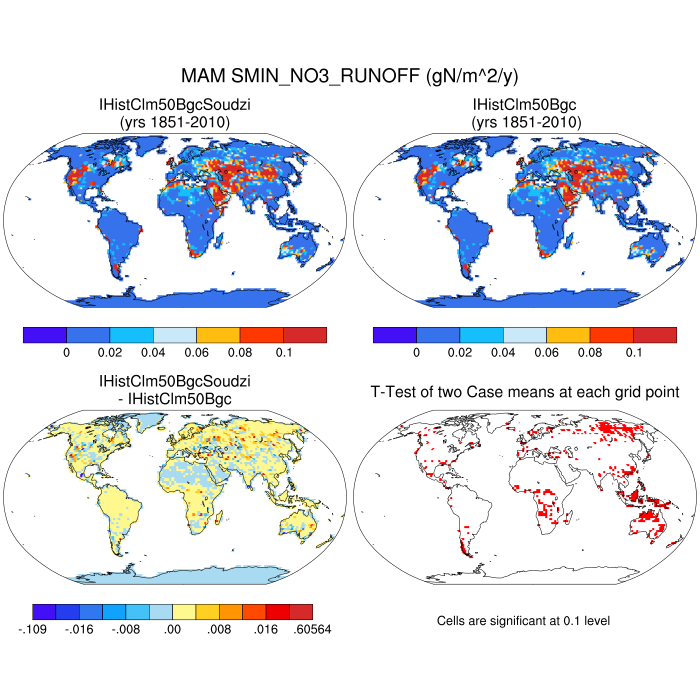 MAM SMIN_NO3_RUNOFF (gN/m^2/y)
IHistClm50BgcSoudzi
(yrs 1851-2010)
IHistClm50Bgc
(yrs 1851-2010)
0 0.02 0.04 0.06 0.08 0.1
0 0.02 0.04 0.06 0.08 0.1
IHistClm50BgcSoudzi
- IHistClm50Bgc
T-Test of two Case means at each grid point
-.109 -.016 -.008 .00 .008 .016 .60564
Cells are significant at 0.1 level